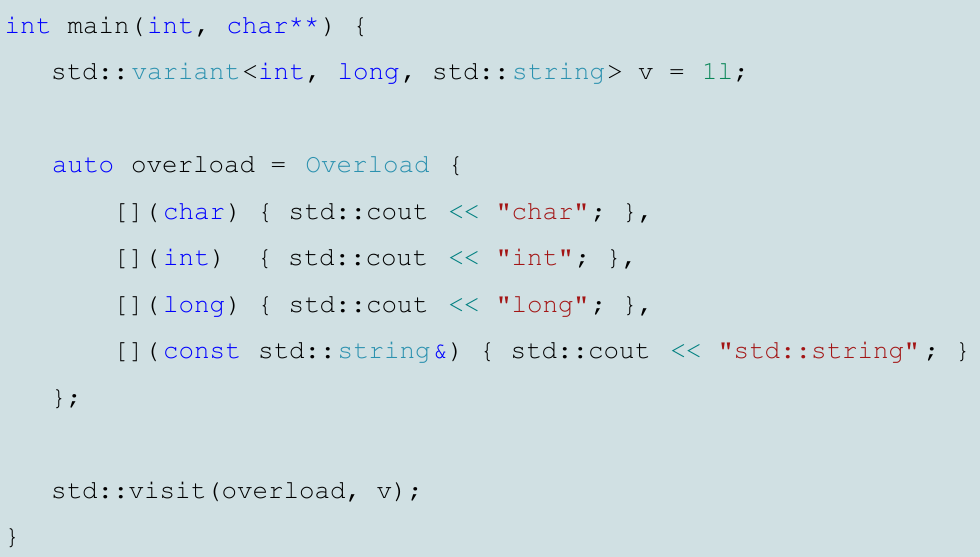 int main(int, char**) {
   std::variant<int, long, std::string> v = 1l;
   auto overload = Overload {
       [](char) { std::cout << "char"; },
       [](int)  { std::cout << "int"; },
       [](long) { std::cout << "long"; },
       [](const std::string&) { std::cout << "std::string"; }
   };
   std::visit(overload, v);
}